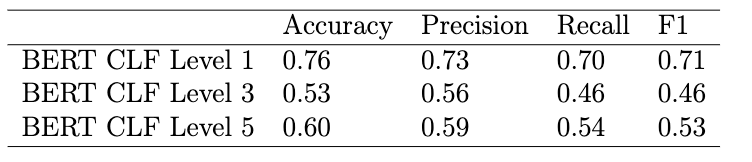 Accuracy Precision Recall F1
BERT CLF Level 1 0.76 0.73 0.70 0.71
BERT CLF Level 3 0.53 0.56 0.46 0.46
BERT CLF Level 5 0.60 0.59 0.54 0.53